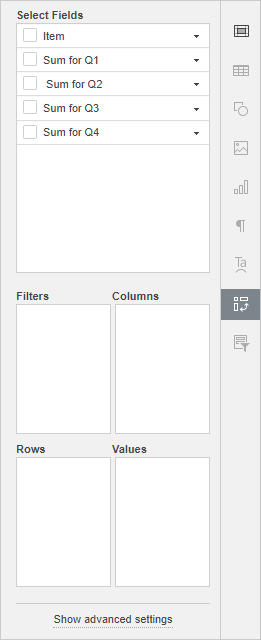 Select Fields
Item
Sum for Q1
Sum for Q2
Sum for Q3
Sum for Q4
Filters Columns
Rows Values
Show advanced settings
Ta